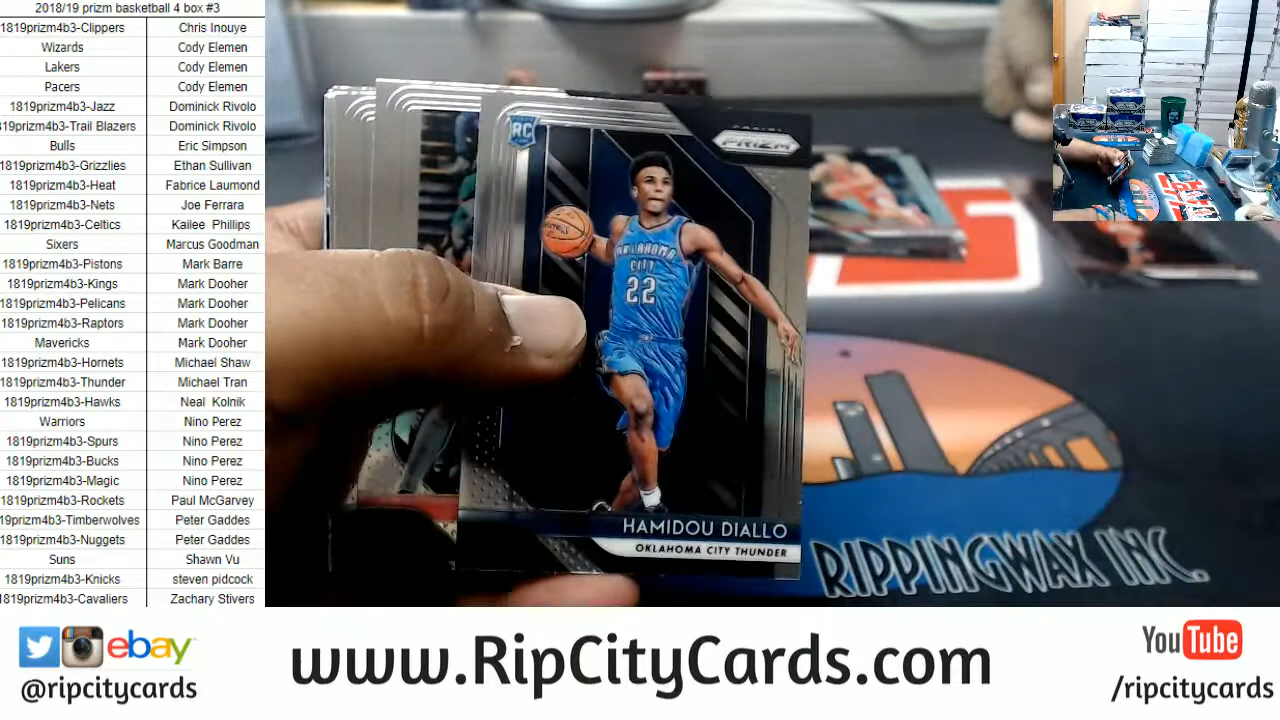 2018/19 prizm basketball 4 box #3
1819prizm4b3-Clippers Chris Inouye
Wizards Cody Elemen
Lakers Cody Elemen
Pacers Cody Elemen
1819prizm4b3-Jazz Dominick Rivolo
819prizm4b3-Trail Blazers Dominick Rivolo
Bulls Eric Simpson
1819prizm4b3-Grizzlies Ethan Sullivan
1819prizm4b3-Heat Fabrice Laumond
1819prizm4b3-Nets Joe Ferrara
1819prizm4b3-Celtics Kailee Phillips
Sixers Marcus Goodman
1819prizm4b3-Pistons Mark Barre
1819prizm4b3-Kings Mark Dooher
1819prizm4b3-Pelicans Mark Dooher
1819prizm4b3-Raptors Mark Dooher
Mavericks Mark Dooher
1819prizm4b3-Hornets Michael Shaw
1819prizm4b3-Thunder Michael Tran
1819prizm4b3-Hawks Neal Kolnik
Warriors Nino Perez
1819prizm4b3-Spurs Nino Perez
1819prizm4b3-Bucks Nino Perez
1819prizm4b3-Magic Nino Perez
1819prizm4b3-Rockets Paul McGarvey
19prizm4b3-Timberwolves Peter Gaddes
1819prizm4b3-Nuggets Peter Gaddes
Suns Shawn Vu
1819prizm4b3-Knicks steven pidcock
1819prizm4b3-Cavaliers Zachary Stivers
RC
PRIZM
OKLAHOMA
CITY
22
HAMIDOU DIALLO
OKLAHOMA CITY THUNDER
RIPPINGWAX INC.
ebay
@ripcitycards
www.RipCityCards.com
YouTube
/ripcitycards